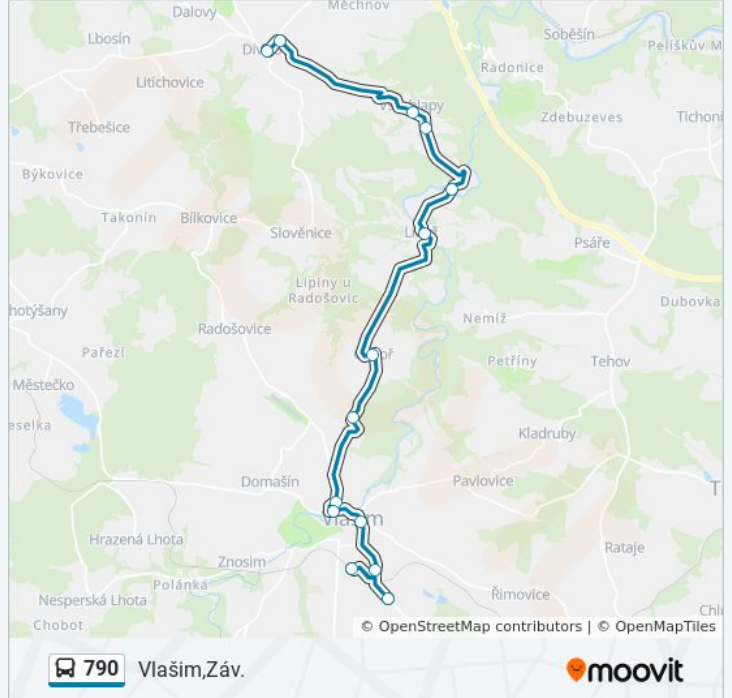 Měchnov
Dalovy
Soběšín
Lbosín
Pelíškův M
Radonice
Litichovice
Zdebuzeves
Tichoni
Třebešice
Býkovice
Takonín
Bílkovice
Slověnice
Psáře
Lipiny u
Radošovic
Dubovka
hotýšany
Nemíž
Radošovice
Pařezí
Petříny
Tehov
Městečko
eselka
Kladruby
Domašín
Pavlovice
T
Vlašim
Hrazená Lhota
Rataje
Znosim
Polánka
Římovice
Nesperská Lhota
Chl
Chobot
© OpenStreetMap contributors | © OpenMapTiles
790 Vlašim,Záv.
moovit